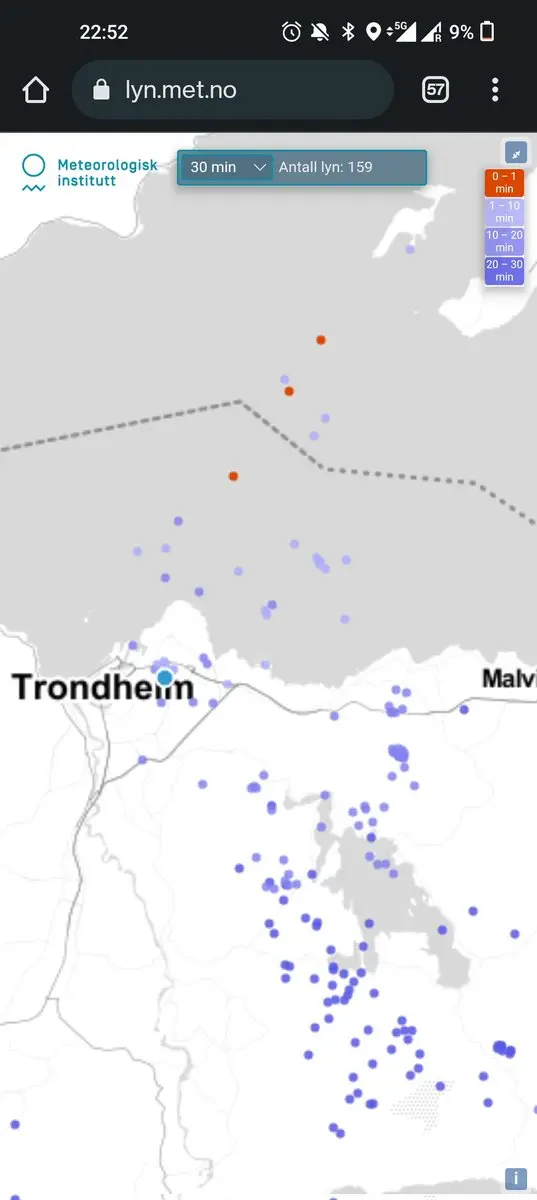 22:52
5G
R
9%
lyn.met.no
57
Meteorologisk
institutt
30 min
Antall lyn: 159
0 – 1
min
1 – 10
min
10 – 20
min
20 – 30
min
Trondheim
Malvi
i